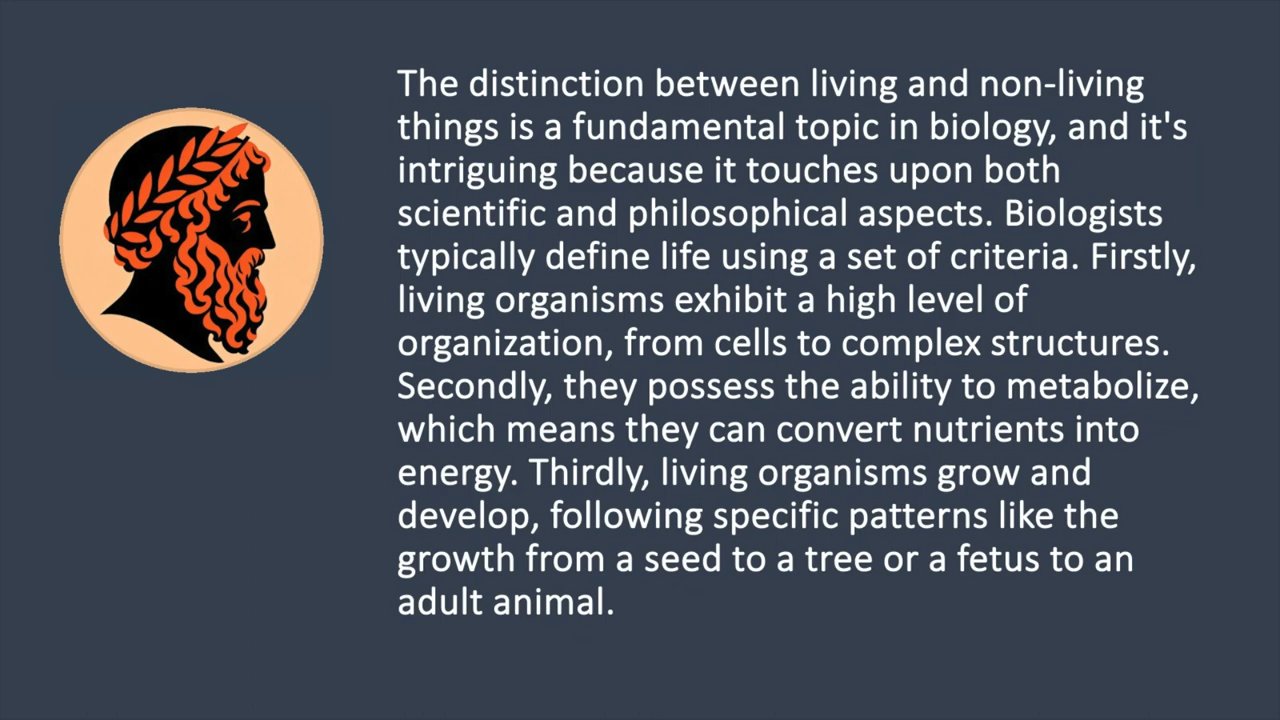 The distinction between living and non-living
things is a fundamental topic in biology, and it's
intriguing because it touches upon both
scientific and philosophical aspects. Biologists
typically define life using a set of criteria. Firstly,
living organisms exhibit a high level of
organization, from cells to complex structures.
Secondly, they possess the ability to metabolize,
which means they can convert nutrients into
energy. Thirdly, living organisms grow and
develop, following specific patterns like the
growth from a seed to a tree or a fetus to an
adult animal.